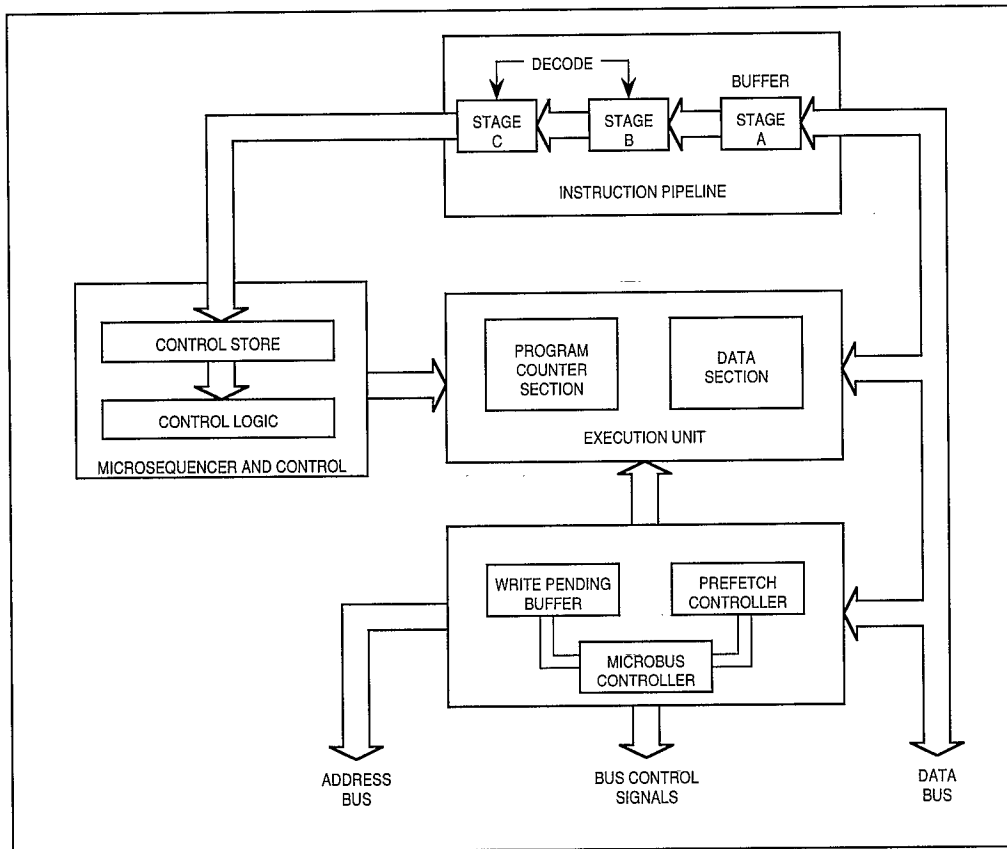 DECODE
BUFFER
STAGE
C
STAGE
B
STAGE
A
INSTRUCTION PIPELINE
CONTROL STORE
CONTROL LOGIC
MICROSEQUENCER AND CONTROL
PROGRAM
COUNTER
SECTION
DATA
SECTION
EXECUTION UNIT
WRITE PENDING
BUFFER
PREFETCH
CONTROLLER
MICROBUS
CONTROLLER
ADDRESS
BUS
BUS CONTROL
SIGNALS
DATA
BUS